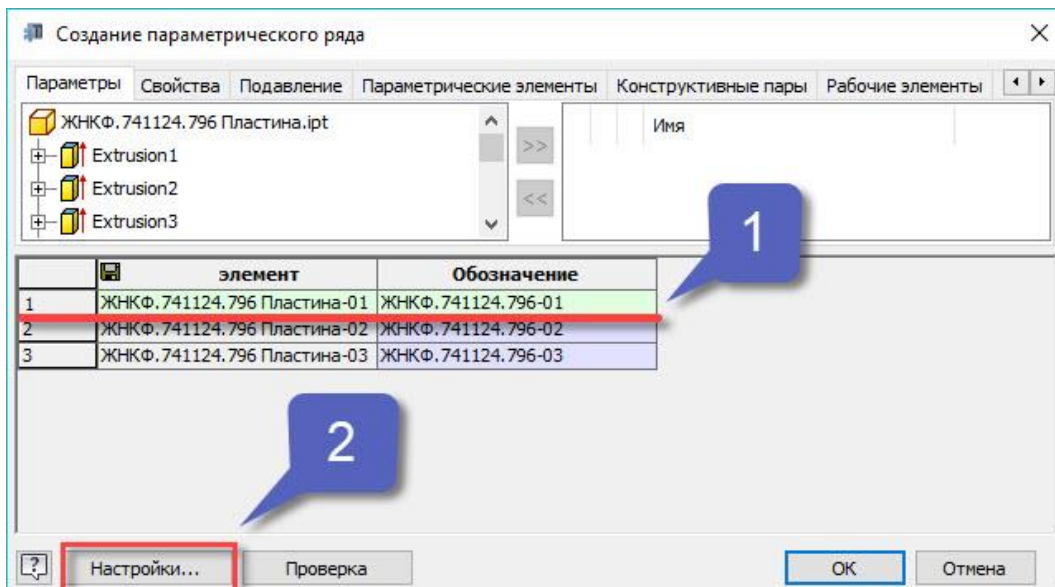 Создание параметрического ряда
Параметры Свойства Подавление Параметрические элементы Конструктивные пары Рабочие элементы
ЖНКФ.741124.796 Пластина.ipt
Extrusion1
Extrusion2
Extrusion3
>>
<<
Имя
1
элемент Обозначение
1 ЖНКФ.741124.796 Пластина-01 ЖНКФ.741124.796-01
2 ЖНКФ.741124.796 Пластина-02 ЖНКФ.741124.796-02
3 ЖНКФ.741124.796 Пластина-03 ЖНКФ.741124.796-03
2
? Настройки... Проверка ОК Отмена